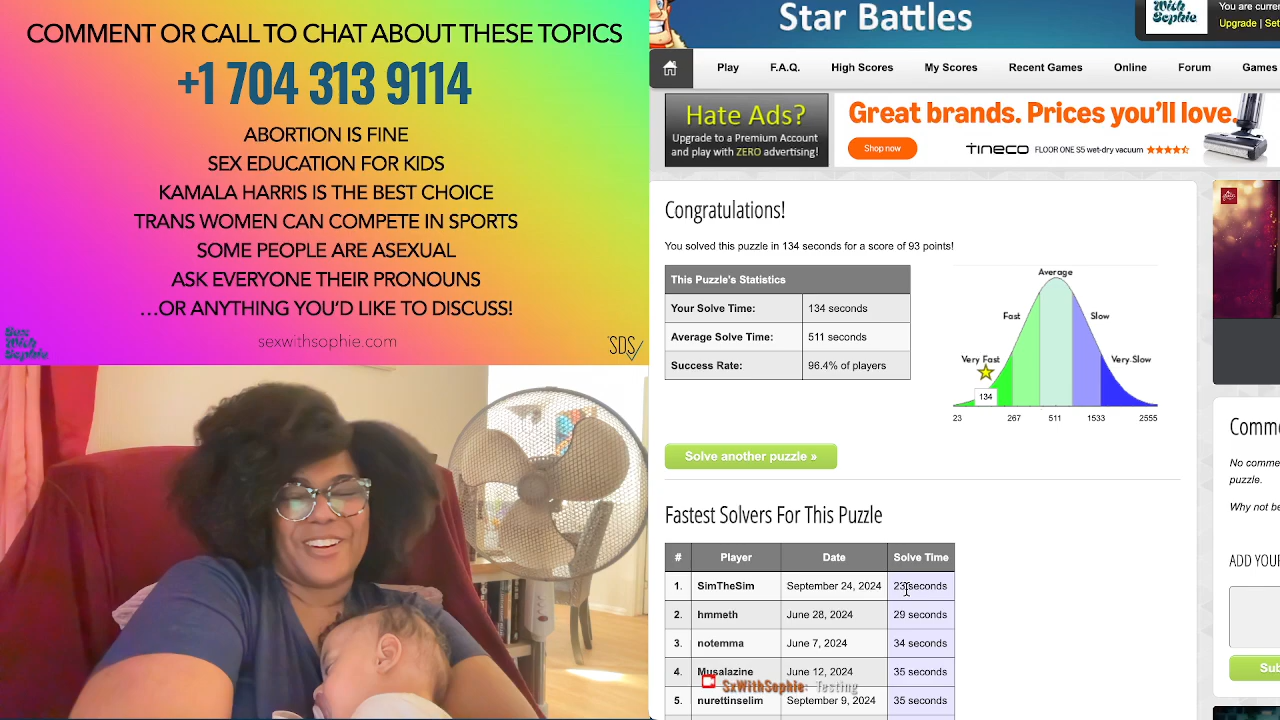 COMMENT OR CALL TO CHAT ABOUT THESE TOPICS
+1 704 313 9114
ABORTION IS FINE
SEX EDUCATION FOR KIDS
KAMALA HARRIS IS THE BEST CHOICE
TRANS WOMEN CAN COMPETE IN SPORTS
SOME PEOPLE ARE ASEXUAL
ASK EVERYONE THEIR PRONOUNS
...OR ANYTHING YOU'D LIKE TO DISCUSS!
sexwithsophie.com
Sex
With
Sophie
SDS
Star Battles
With
Sophie
You are curre
Upgrade | Set
Play F.A.Q. High Scores My Scores Recent Games Online Forum Games
Hate Ads?
Upgrade to a Premium Account
and play with ZERO advertising!
Great brands. Prices you'll love.
Shop now
TINECO FLOOR ONE S5 wet-dry vacuum
Congratulations!
You solved this puzzle in 134 seconds for a score of 93 points!
This Puzzle's Statistics
Your Solve Time: 134 seconds
Average Solve Time: 511 seconds
Success Rate: 96.4% of players
Average
Fast Slow
Very Fast Very Slow
134
23 267 511 1533 2555
Solve another puzzle »
Fastest Solvers For This Puzzle
# Player Date Solve Time
1. SimTheSim September 24, 2024 23 seconds
2. hmmeth June 28, 2024 29 seconds
3. notemma June 7, 2024 34 seconds
4. Musalazine June 12, 2024 35 seconds
SxWithSophie: Testing
5. nurettinselim September 9, 2024 35 seconds
Comme
No comme
puzzle.
Why not be
ADD YOUR
Sub